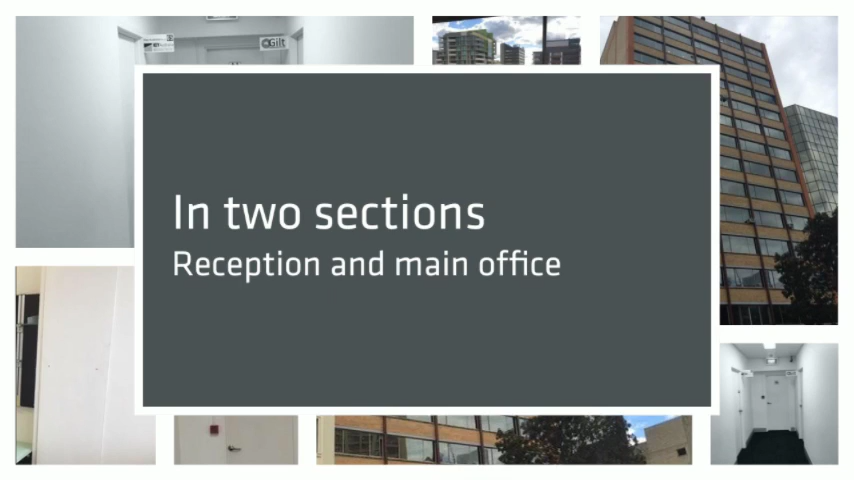 Gilt
In two sections
Reception and main office